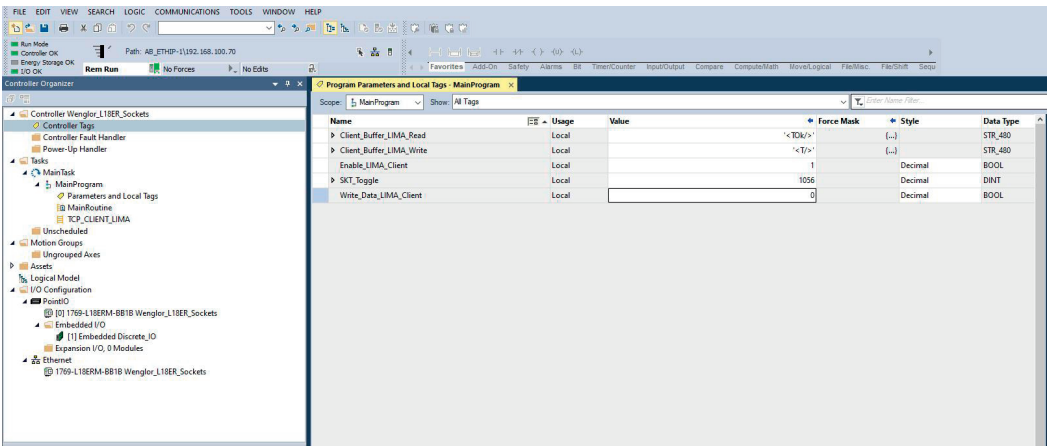 FILE EDIT VIEW SEARCH LOGIC COMMUNICATIONS TOOLS WINDOW HELP
Run Mode
Controller OK
Energy Storage OK
I/O OK
Path: AB_ETHIP-1\192.168.100.70
Rem Run No Forces No Edits
Favorites Add-On Safety Alarms Bit Timer/Counter Input/Output Compare Compute/Math Move/Logical File/Misc. File/Shift Sequ
Controller Organizer
Controller Wenglor_L18ER_Sockets
Controller Tags
Controller Fault Handler
Power-Up Handler
Tasks
MainTask
MainProgram
Parameters and Local Tags
MainRoutine
TCP_CLIENT_LIMA
Unscheduled
Motion Groups
Ungrouped Axes
Assets
Logical Model
I/O Configuration
PointIO
[0] 1769-L18ERM-BB1B Wenglor_L18ER_Sockets
Embedded I/O
[1] Embedded Discrete_IO
Expansion I/O, 0 Modules
Ethernet
1769-L18ERM-BB1B Wenglor_L18ER_Sockets
Program Parameters and Local Tags - MainProgram ×
Scope: MainProgram Show: All Tags Enter Name Filter...
Name Usage Value Force Mask Style Data Type
Client_Buffer_LIMA_Read Local '<TOk/>' {...} STR_480
Client_Buffer_LIMA_Write Local '<T/>' {...} STR_480
Enable_LIMA_Client Local 1 Decimal BOOL
SKT_Toggle Local 1056 Decimal DINT
Write_Data_LIMA_Client Local 0 Decimal BOOL